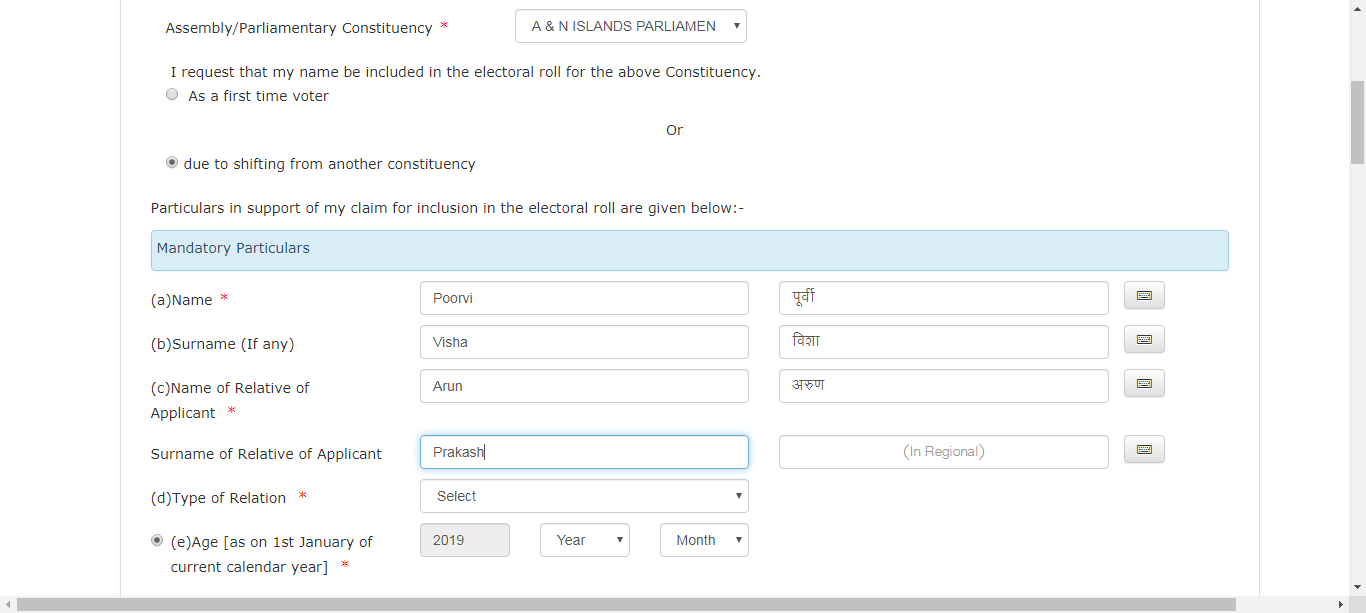 Assembly/Parliamentary Constituency * A & N ISLANDS PARLIAMEN
I request that my name be included in the electoral roll for the above Constituency.
As a first time voter
Or
due to shifting from another constituency
Particulars in support of my claim for inclusion in the electoral roll are given below:-
Mandatory Particulars
(a)Name * Poorvi पूर्वी
(b)Surname (If any) Visha विशा
(c)Name of Relative of
Applicant * Arun अरुण
Surname of Relative of Applicant Prakash (In Regional)
(d)Type of Relation * Select
(e)Age [as on 1st January of
current calendar year] * 2019 Year Month